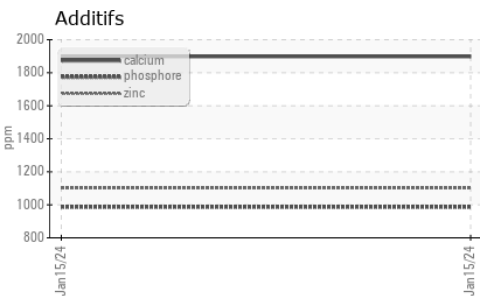 Additifs
2000
1800
1600
1400
1200
1000
800
ppm
calcium
phosphore
zinc
Jan15/24
Jan15/24